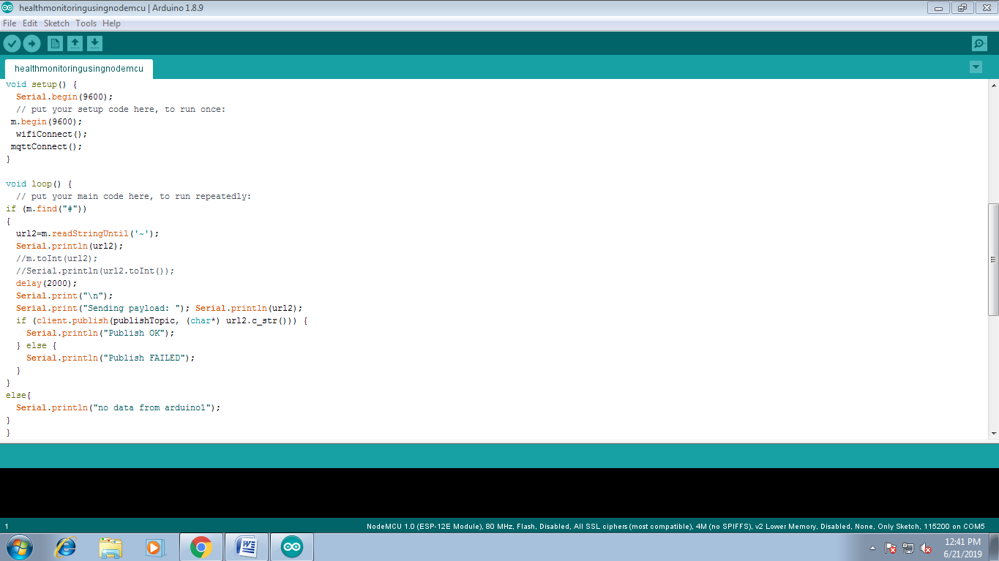 healthmonitoringusingnodemcu | Arduino 1.8.9
File Edit Sketch Tools Help
healthmonitoringusingnodemcu
void setup() {
  Serial.begin(9600);
  // put your setup code here, to run once:
 m.begin(9600);
  wifiConnect();
 mqttConnect();
}

void loop() {
  // put your main code here, to run repeatedly:
if (m.find("#"))
{
  url2=m.readStringUntil('~');
  Serial.println(url2);
  //m.toInt(url2);
  //Serial.println(url2.toInt());
  delay(2000);
  Serial.print("\n");
  Serial.print("Sending payload: "); Serial.println(url2);
  if (client.publish(publishTopic, (char*) url2.c_str())) {
    Serial.println("Publish OK");
  } else {
    Serial.println("Publish FAILED");
  }
}
else{
  Serial.println("no data from arduino1");
}
}
1
NodeMCU 1.0 (ESP-12E Module), 80 MHz, Flash, Disabled, All SSL ciphers (most compatible), 4M (no SPIFFS), v2 Lower Memory, Disabled, None, Only Sketch, 115200 on COM5
12:41 PM
6/21/2019